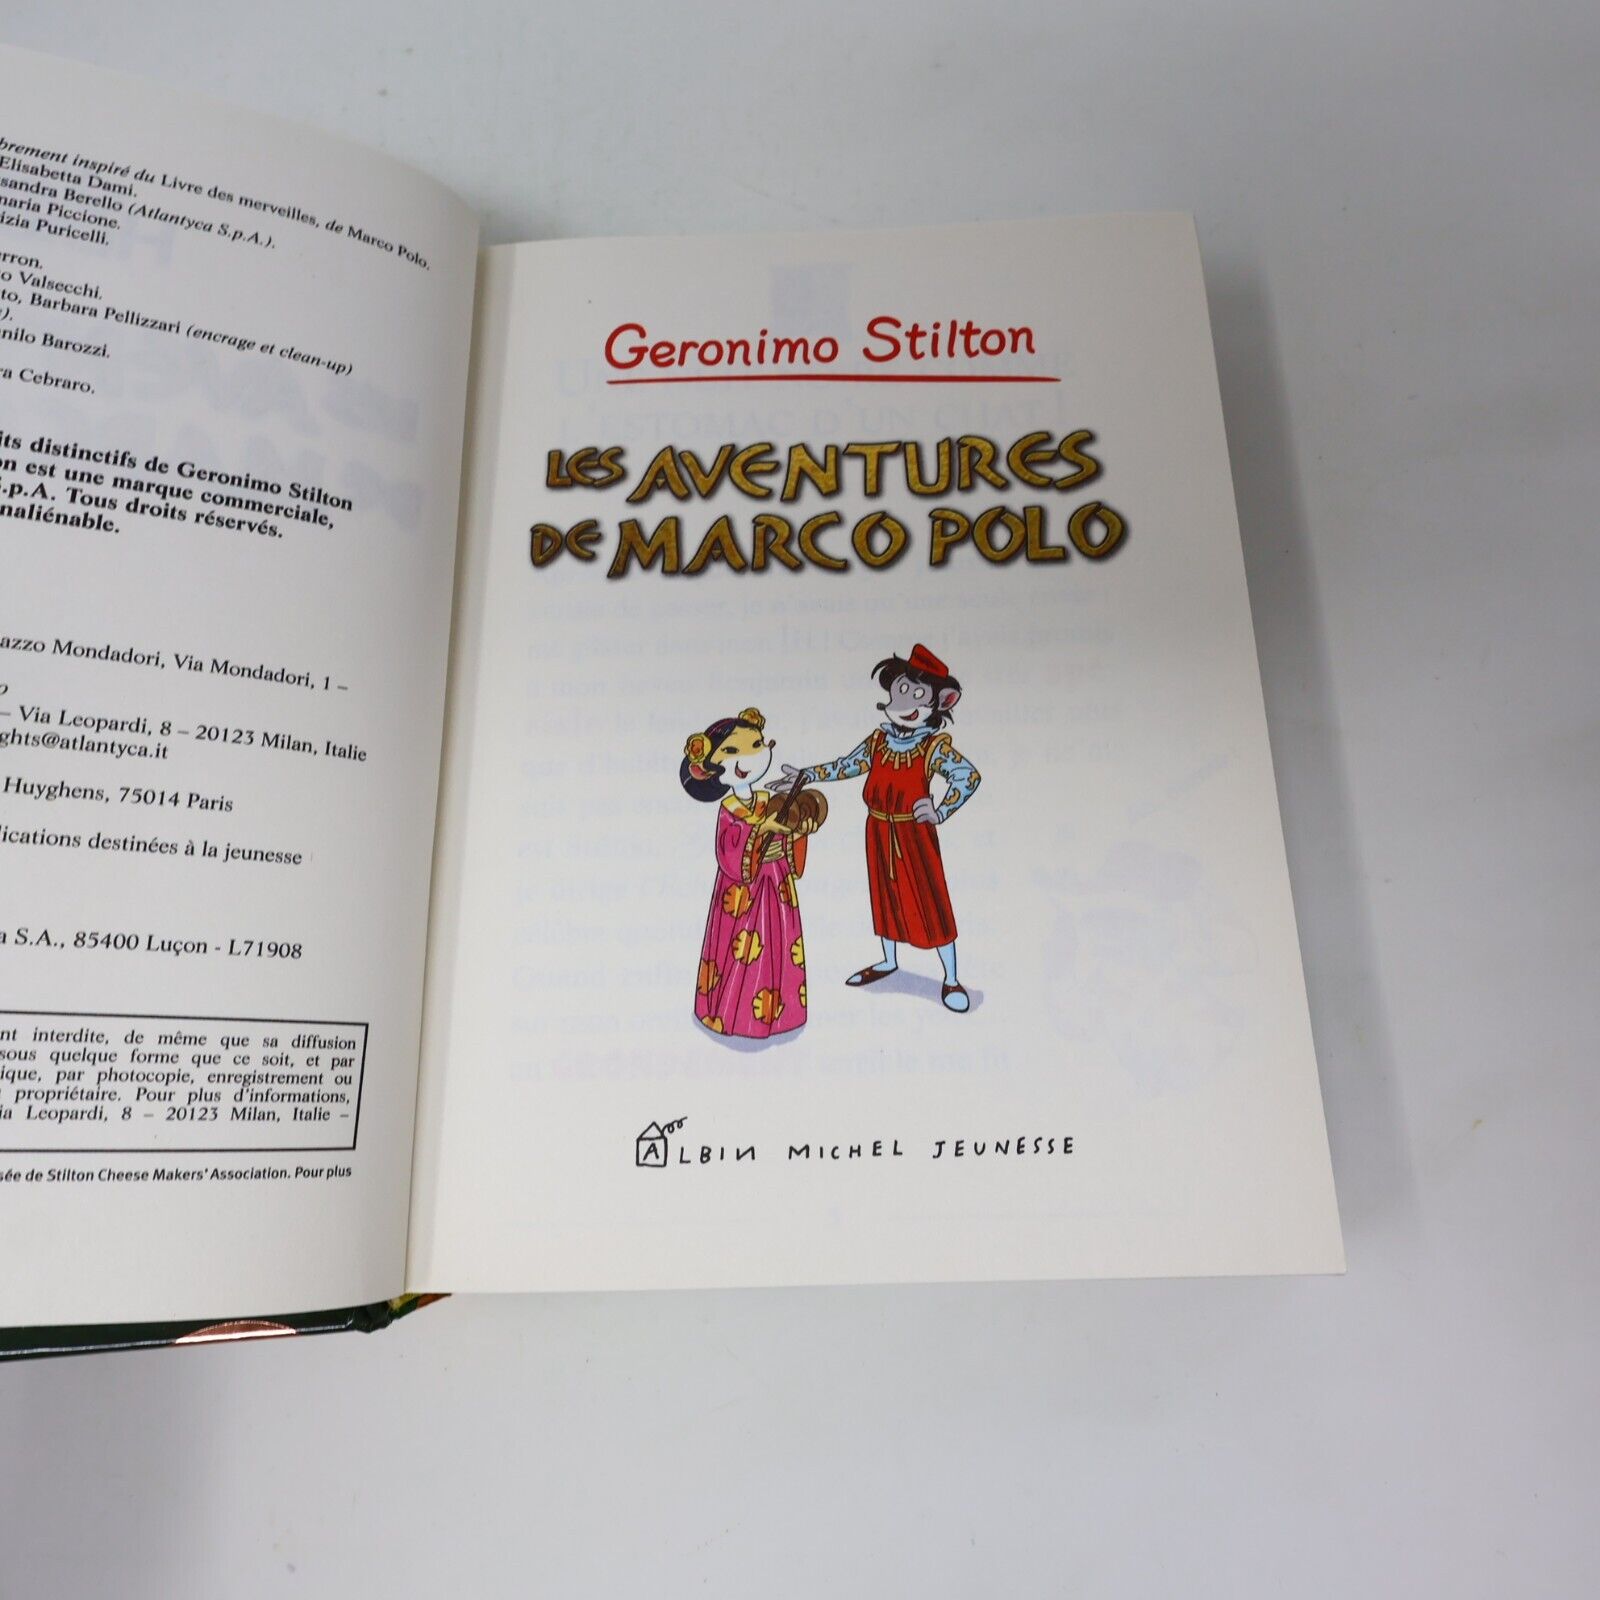 brement inspiré du Livre des merveilles, de Marco Polo.
Elisabetta Dami.
sandra Berello (Atlantyca S.p.A.).
maria Piccione.
izia Puricelli.
erron.
o Valsecchi.
to, Barbara Pellizzari (encrage et clean-up)
).
nilo Barozzi.
ra Cebraro.
its distinctifs de Geronimo Stilton
on est une marque commerciale,
S.p.A. Tous droits réservés.
naliénable.
azzo Mondadori, Via Mondadori, 1 –
o
– Via Leopardi, 8 – 20123 Milan, Italie
ghts@atlantyca.it
Huyghens, 75014 Paris
lications destinées à la jeunesse
a S.A., 85400 Luçon - L71908
nt interdite, de même que sa diffusion
sous quelque forme que ce soit, et par
ique, par photocopie, enregistrement ou
propriétaire. Pour plus d'informations,
ia Leopardi, 8 – 20123 Milan, Italie –
sée de Stilton Cheese Makers' Association. Pour plus
Geronimo Stilton
LES AVENTURES
DE MARCO POLO
ALBIN MICHEL JEUNESSE